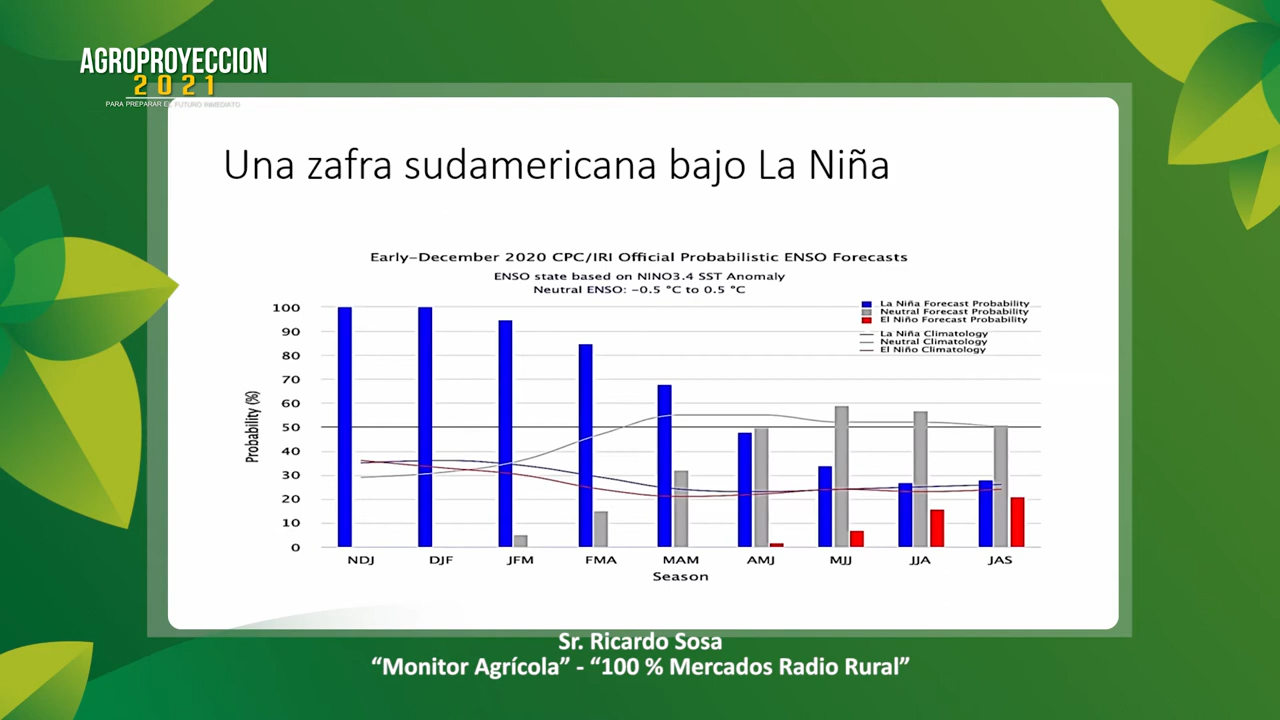 AGROPROYECCION
2021
PARA PREPARAR EL FUTURO INMEDIATO
Una zafra sudamericana bajo La Niña
Early−December 2020 CPC/IRI Official Probabilistic ENSO Forecasts
ENSO state based on NINO3.4 SST Anomaly
Neutral ENSO: −0.5 °C to 0.5 °C
La Niña Forecast Probability
Neutral Forecast Probability
El Niño Forecast Probability
La Niña Climatology
Neutral Climatology
El Niño Climatology
Probability (%)
100
90
80
70
60
50
40
30
20
10
0
NDJ DJF JFM FMA MAM AMJ MJJ JJA JAS
Season
Sr. Ricardo Sosa
“Monitor Agrícola” - “100 % Mercados Radio Rural”